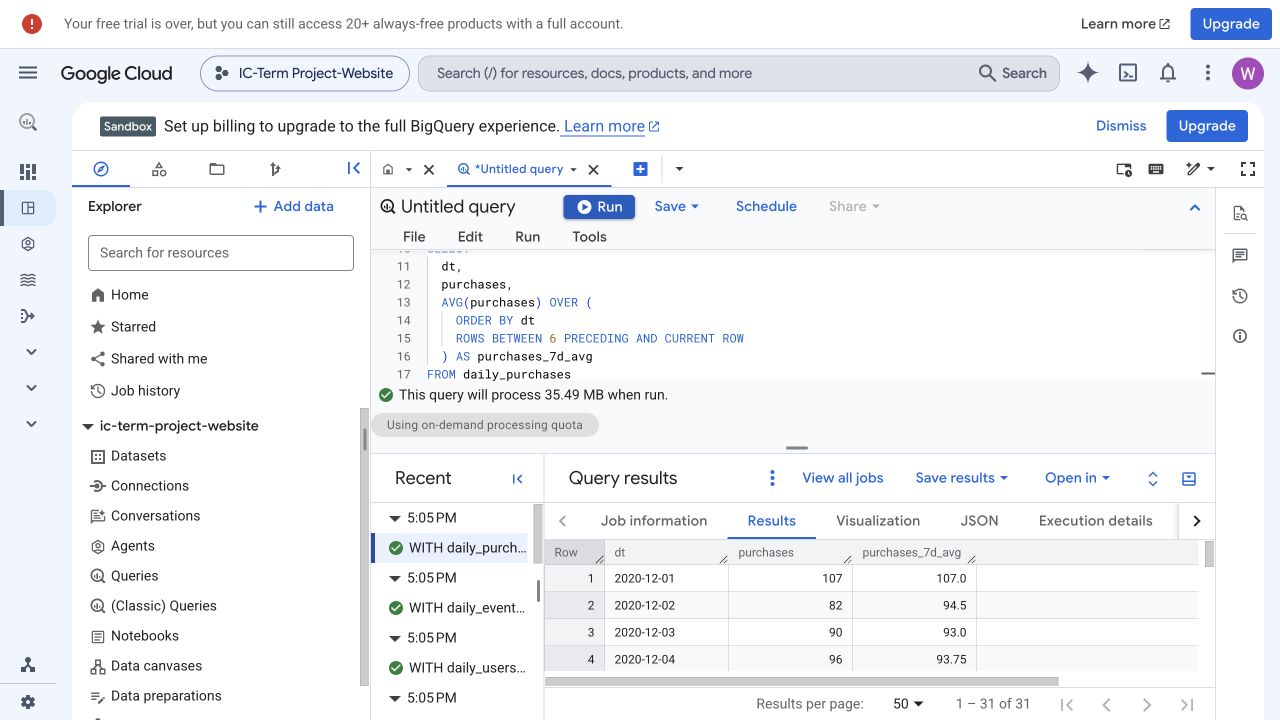 Your free trial is over, but you can still access 20+ always-free products with a full account.
Learn more
Upgrade
Google Cloud
IC-Term Project-Website
Search (/) for resources, docs, products, and more
Search
W
Sandbox Set up billing to upgrade to the full BigQuery experience. Learn more
Dismiss
Upgrade
*Untitled query
Explorer
+ Add data
Search for resources
Home
Starred
Shared with me
Job history
ic-term-project-website
Datasets
Connections
Conversations
Agents
Queries
(Classic) Queries
Notebooks
Data canvases
Data preparations
Untitled query
Run
Save
Schedule
Share
File
Edit
Run
Tools
10 SELECT
11 dt,
12 purchases,
13 AVG(purchases) OVER (
14 ORDER BY dt
15 ROWS BETWEEN 6 PRECEDING AND CURRENT ROW
16 ) AS purchases_7d_avg
17 FROM daily_purchases
This query will process 35.49 MB when run.
Using on-demand processing quota
Recent
5:05 PM
WITH daily_purch...
5:05 PM
WITH daily_event...
5:05 PM
WITH daily_users...
5:05 PM
Query results
View all jobs
Save results
Open in
Job information
Results
Visualization
JSON
Execution details
Row dt purchases purchases_7d_avg
1 2020-12-01 107 107.0
2 2020-12-02 82 94.5
3 2020-12-03 90 93.0
4 2020-12-04 96 93.75
Results per page: 50 1 – 31 of 31